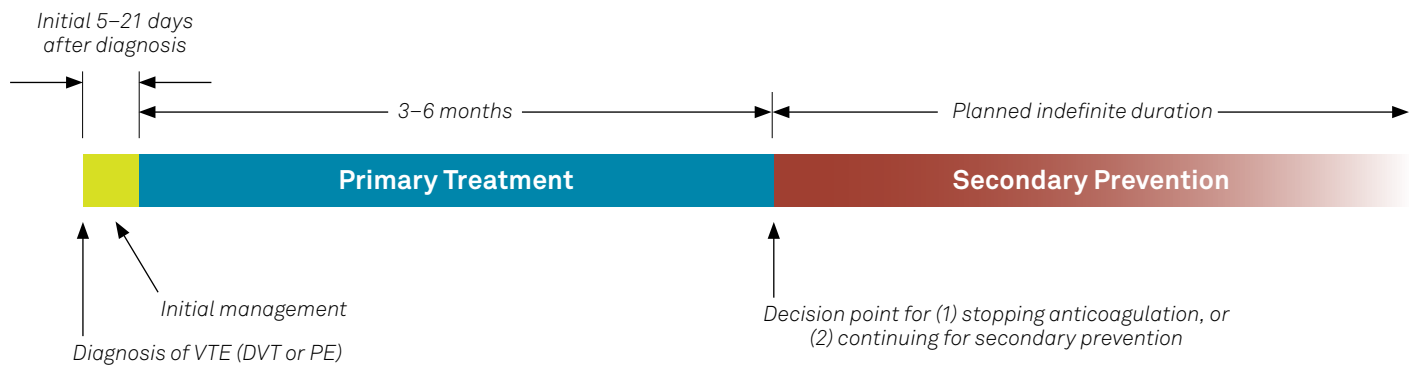 Initial 5–21 days
after diagnosis
3–6 months
Planned indefinite duration
Primary Treatment
Secondary Prevention
Initial management
Diagnosis of VTE (DVT or PE)
Decision point for (1) stopping anticoagulation, or
(2) continuing for secondary prevention